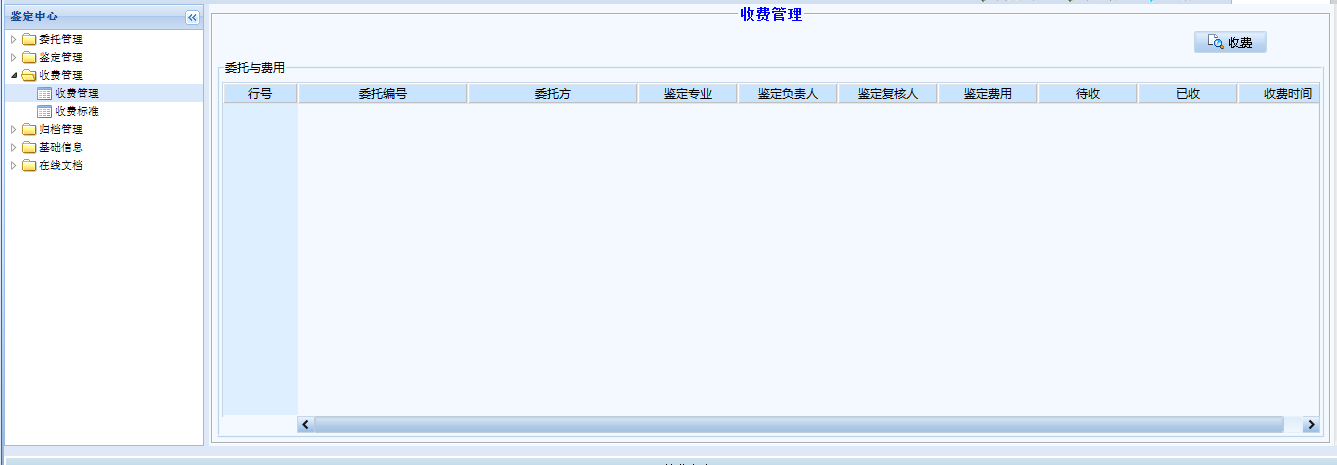 鉴定中心
委托管理
鉴定管理
收费管理
收费管理
收费标准
归档管理
基础信息
在线文档
收费管理
收费
委托与费用
行号 委托编号 委托方 鉴定专业 鉴定负责人 鉴定复核人 鉴定费用 待收 已收 收费时间